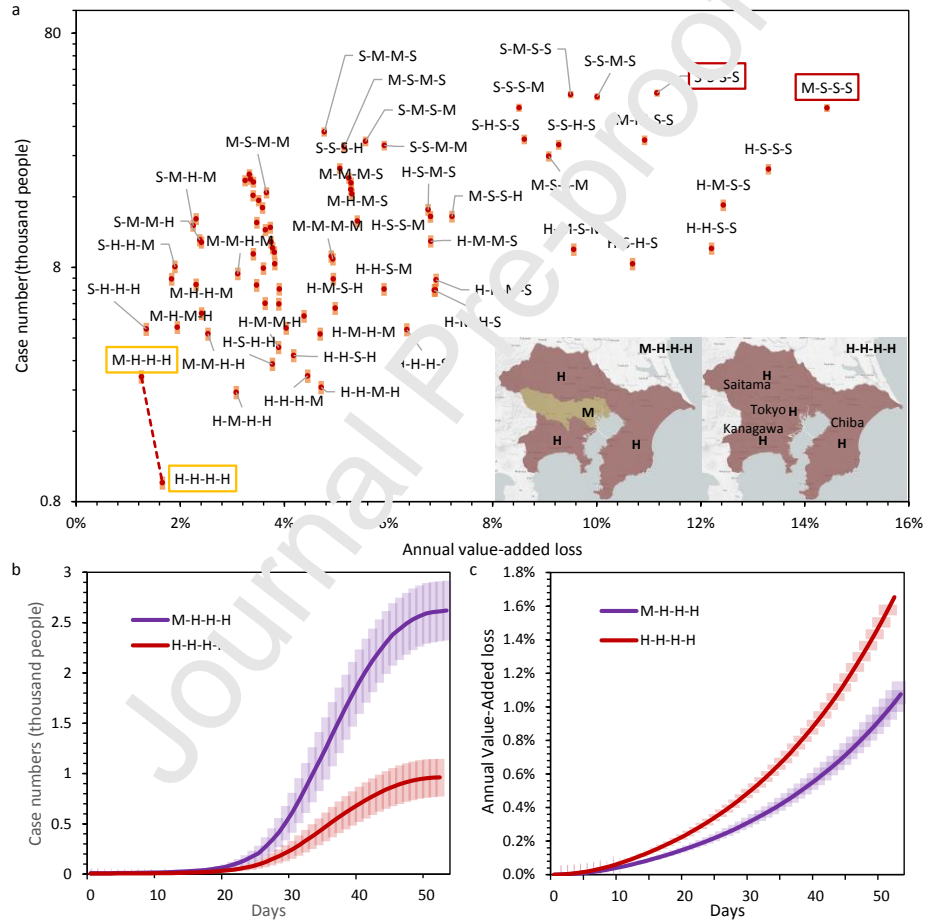 a
80
8
0.8
Case number(thousand people)
S-M-M-S
M-S-M-S
S-M-S-M
S-S-M-M
S-S-S-H
M-S-M-M
M-M-M-S
M-H-M-S
S-M-H-M
S-M-M-H
S-H-H-M
M-M-H-M
M-M-M-M
S-H-H-H
M-H-H-M
M-H-M-H
M-M-H-H
H-M-M-H
H-S-H-H
H-M-S-H
H-H-S-M
H-M-H-M
H-H-S-H
H-H-H-M
H-H-M-H
H-M-H-H
H-H-H-S
M-H-H-H
H-H-H-H
S-S-S-M
S-M-S-S
S-S-M-S
S-S-S-S
M-S-S-S
S-H-S-S
S-S-H-S
H-S-M-S
M-S-S-H
H-S-S-M
H-M-M-S
H-S-S-S
H-M-S-S
H-H-S-S
M-H-H-H
H-H-H-H
H
M
H
H
Saitama
Tokyo
H
Kanagawa
H
Chiba
H
0% 2% 4% 6% 8% 10% 12% 14% 16%
Annual value-added loss
Journal Pre-proof
b
3
2.5
2
1.5
1
0.5
0
Case numbers (thousand people)
M-H-H-H
0 10 20 30 40 50
Days
c
1.8%
1.6%
1.4%
1.2%
1.0%
0.8%
0.6%
0.4%
0.2%
0.0%
Annual Value-Added loss
M-H-H-H
H-H-H-H
0 10 20 30 40 50
Days